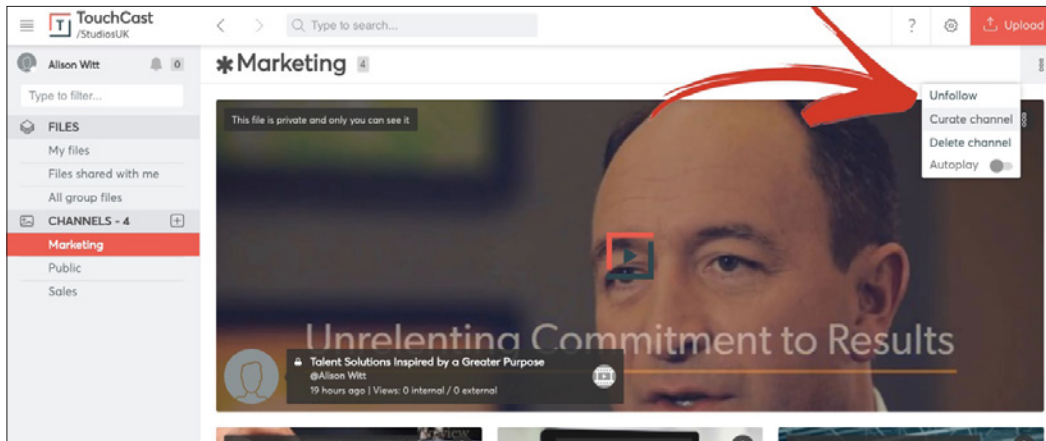 TouchCast
/StudiosUK
Type to search...
?
Upload
Alison Witt
0
Type to filter...
FILES
My files
Files shared with me
All group files
CHANNELS - 4
Marketing
Public
Sales
✱Marketing 4
Unfollow
Curate channel
Delete channel
Autoplay
This file is private and only you can see it
Unrelenting Commitment to Results
Talent Solutions Inspired by a Greater Purpose
@Alison Witt
19 hours ago | Views: 0 internal / 0 external